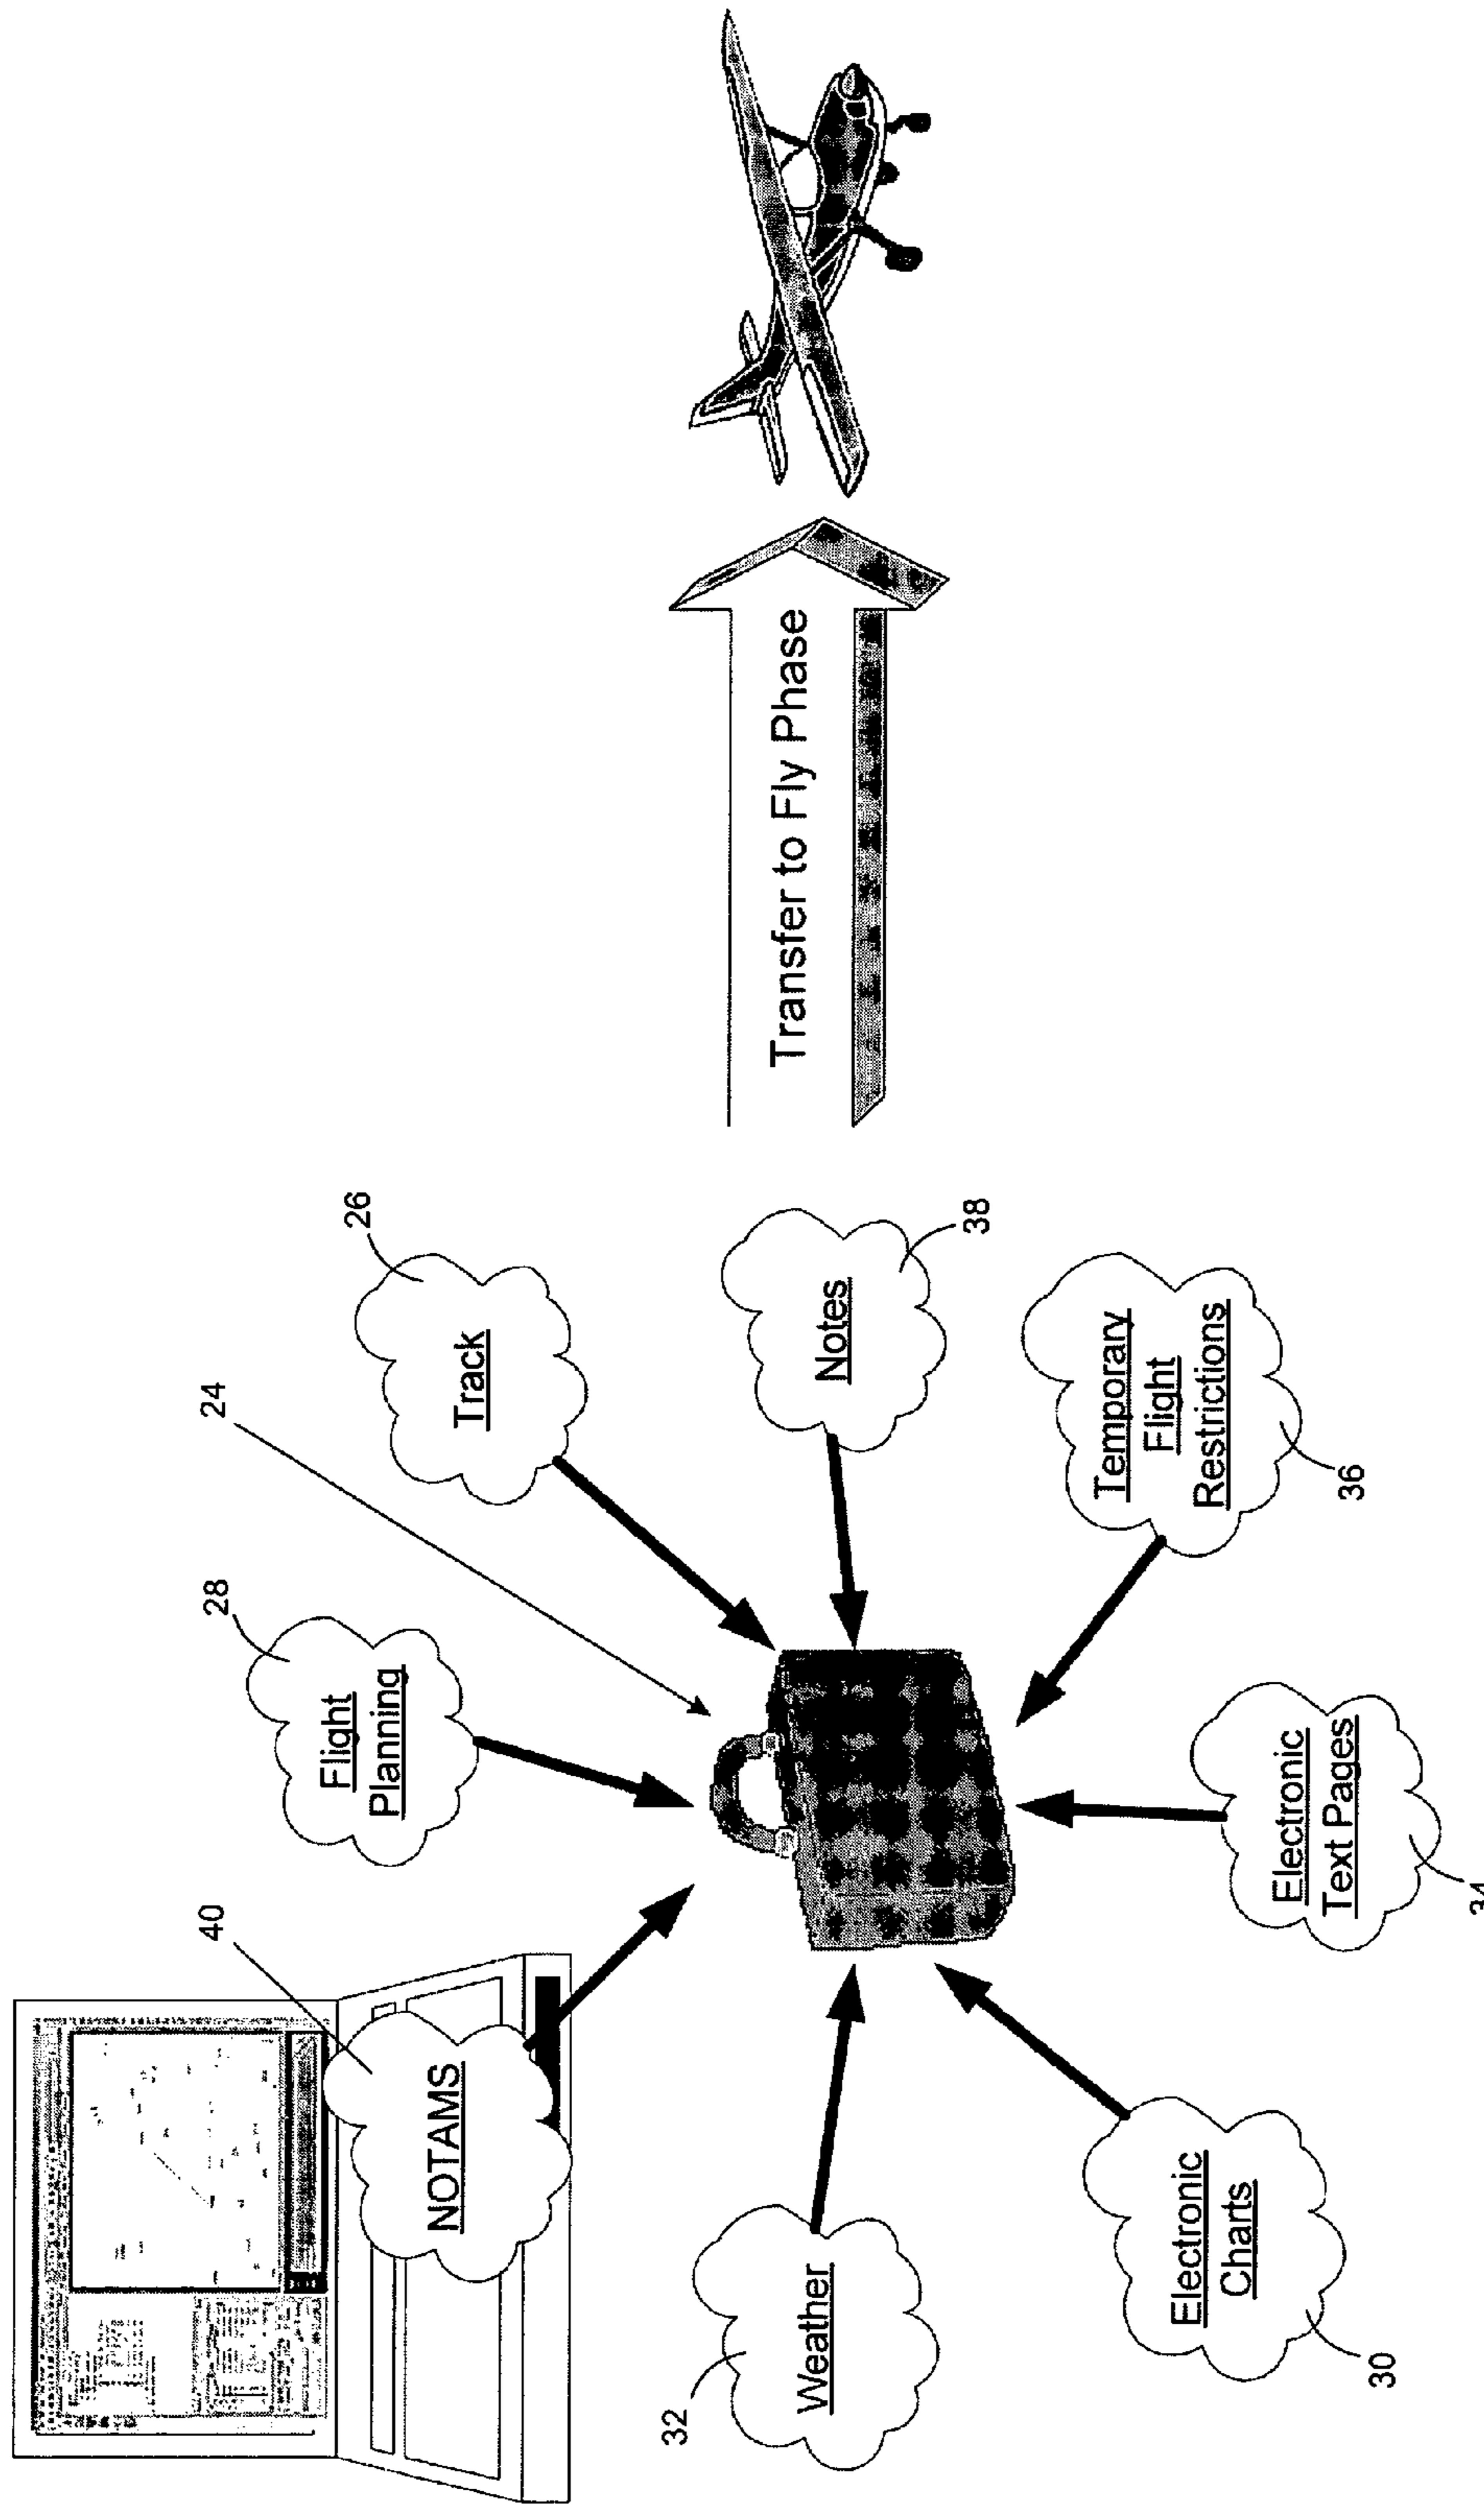 40
28
24
26
NOTAMS
Flight
Planning
Track
32
Weather
Notes
38
Transfer to Fly Phase
Electronic
Charts
30
Electronic
Text Pages
34
Temporary
Flight
Restrictions
36